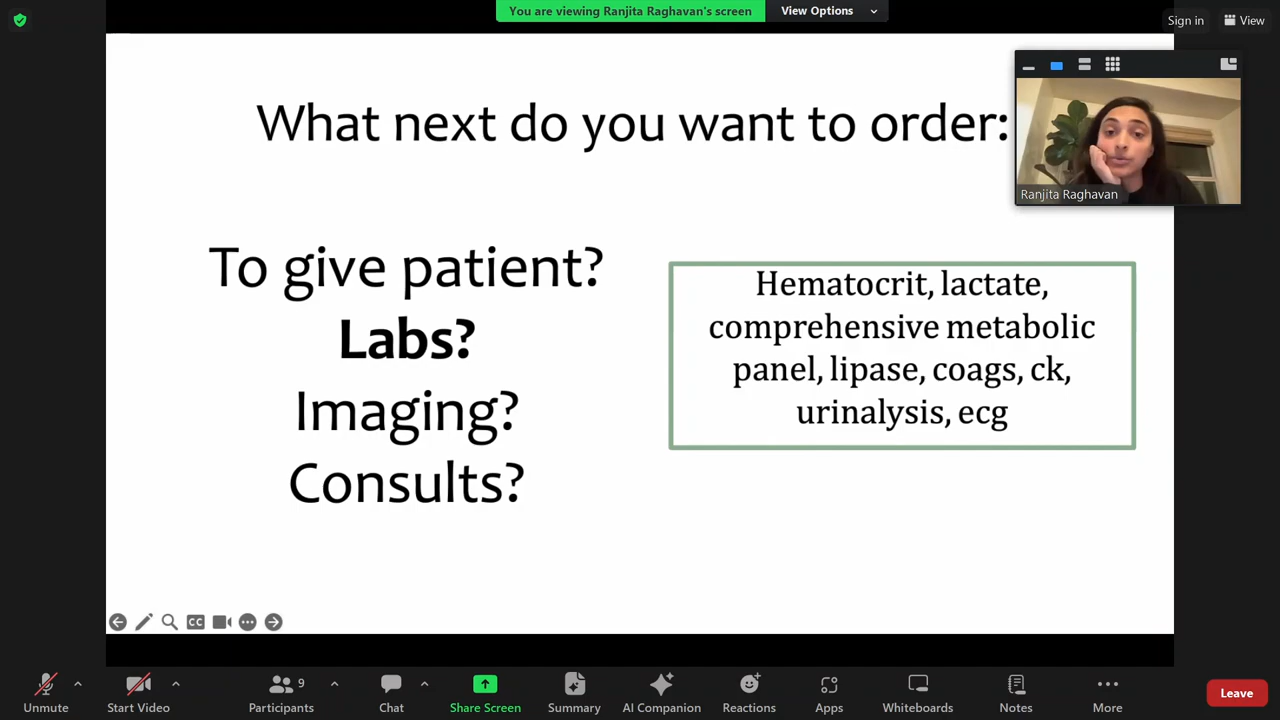 You are viewing Ranjita Raghavan's screen
View Options
Sign in
View
What next do you want to order:
Ranjita Raghavan
To give patient?
Labs?
Imaging?
Consults?
Hematocrit, lactate,
comprehensive metabolic
panel, lipase, coags, ck,
urinalysis, ecg
CC
Unmute
Start Video
9
Participants
Chat
Share Screen
Summary
AI Companion
Reactions
Apps
Whiteboards
Notes
More
Leave